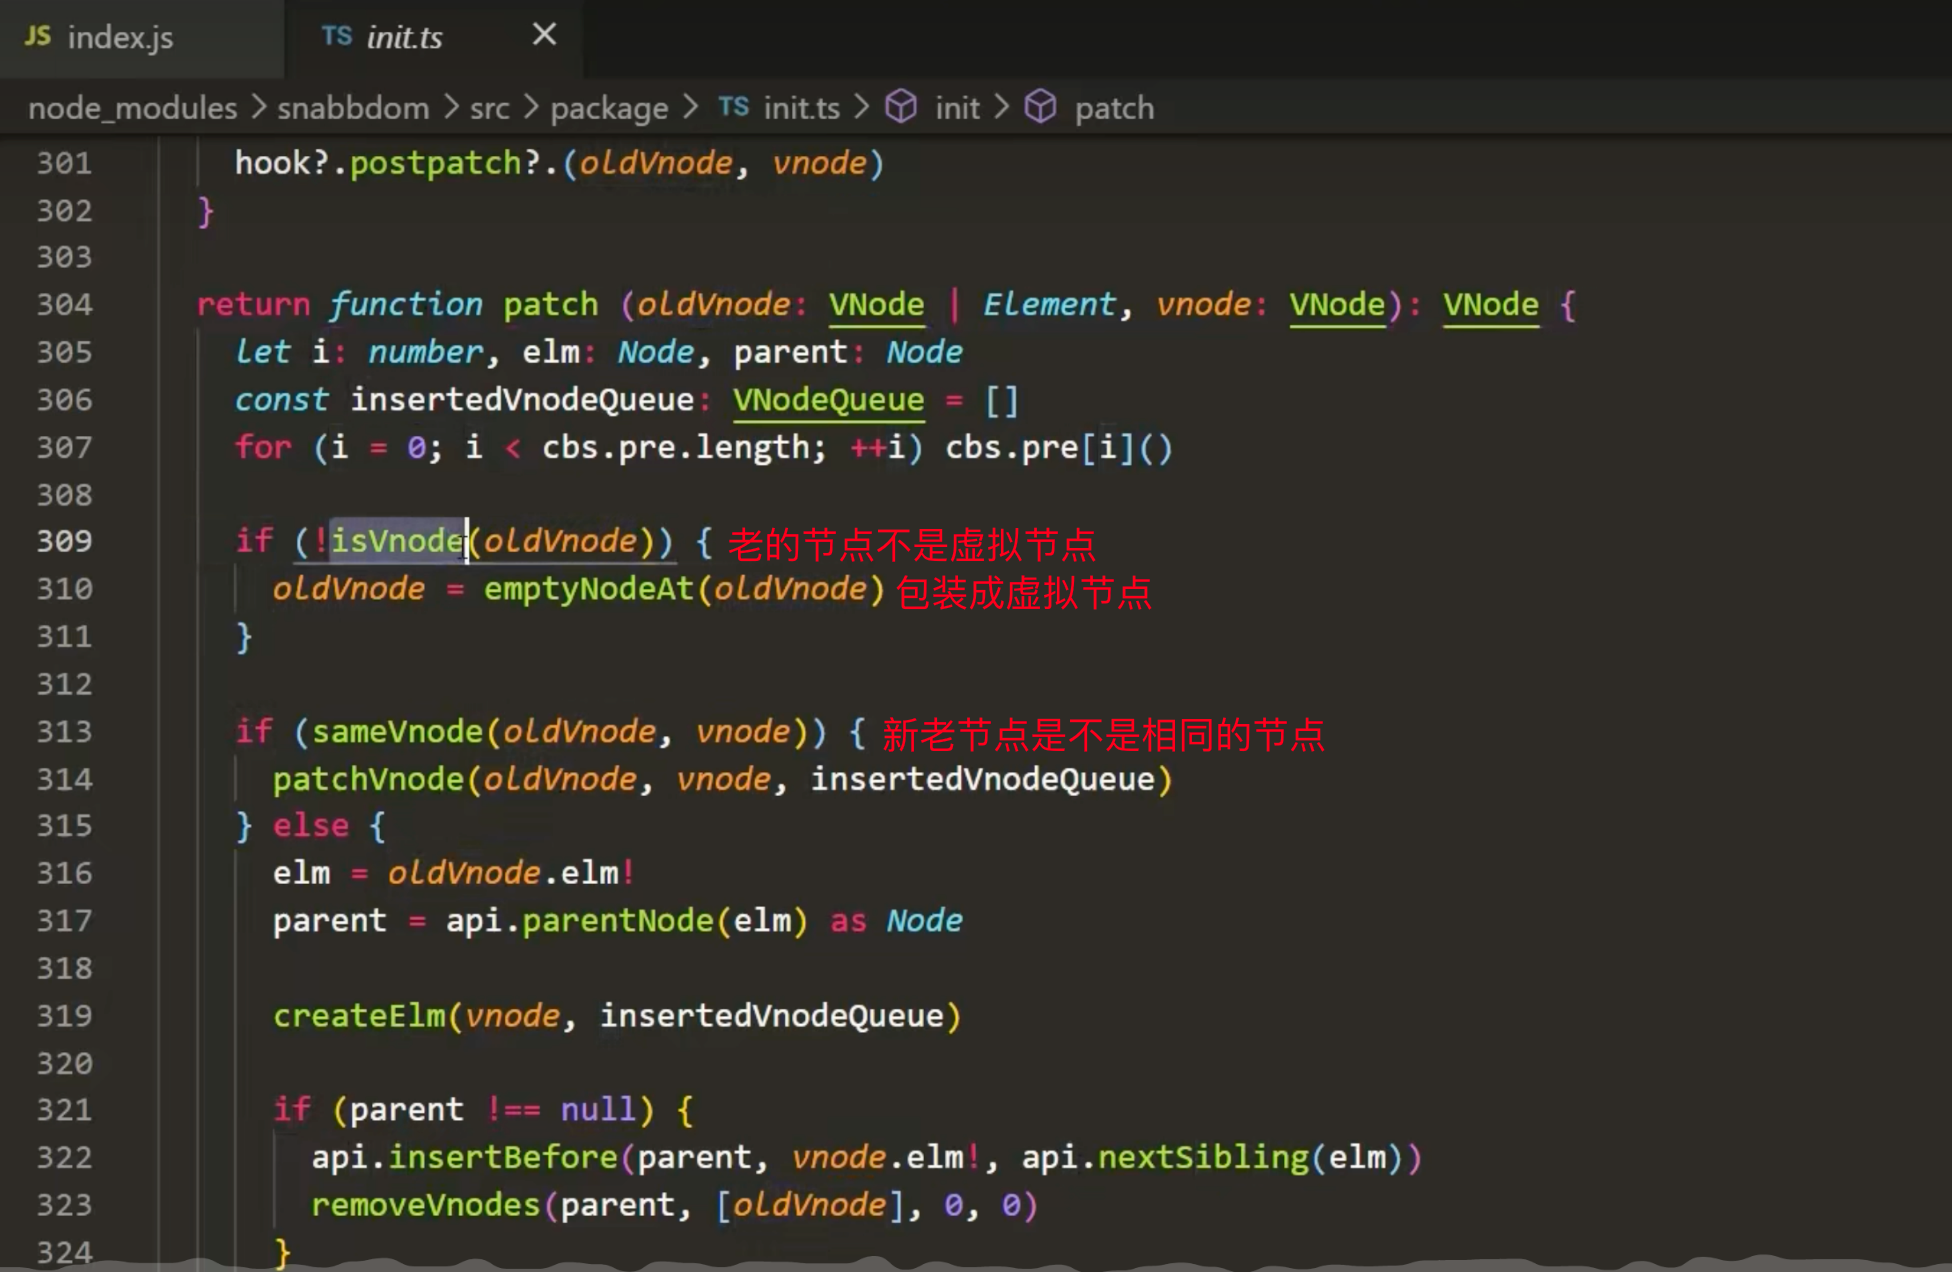 JS index.js TS init.ts ×
node_modules > snabbdom > src > package > TS init.ts > init > patch
301 hook?.postpatch?.(oldVnode, vnode)
302 }
303
304 return function patch (oldVnode: VNode | Element, vnode: VNode): VNode {
305 let i: number, elm: Node, parent: Node
306 const insertedVnodeQueue: VNodeQueue = []
307 for (i = 0; i < cbs.pre.length; ++i) cbs.pre[i]()
308
309 if (!isVnode(oldVnode)) { 老的节点不是虚拟节点
310 oldVnode = emptyNodeAt(oldVnode) 包装成虚拟节点
311 }
312
313 if (sameVnode(oldVnode, vnode)) { 新老节点是不是相同的节点
314 patchVnode(oldVnode, vnode, insertedVnodeQueue)
315 } else {
316 elm = oldVnode.elm!
317 parent = api.parentNode(elm) as Node
318
319 createElm(vnode, insertedVnodeQueue)
320
321 if (parent !== null) {
322 api.insertBefore(parent, vnode.elm!, api.nextSibling(elm))
323 removeVnodes(parent, [oldVnode], 0, 0)
324 }